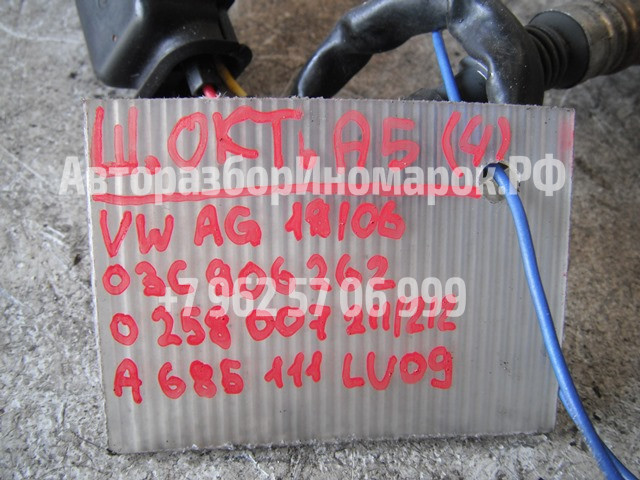 Ш. ОКТ. А5 (4)
АвторазборИномарок.РФ
VW AG 18/06
03C 906 262
+7 962 57 06 999
0 258 007 211/212
A 685 111 LU09